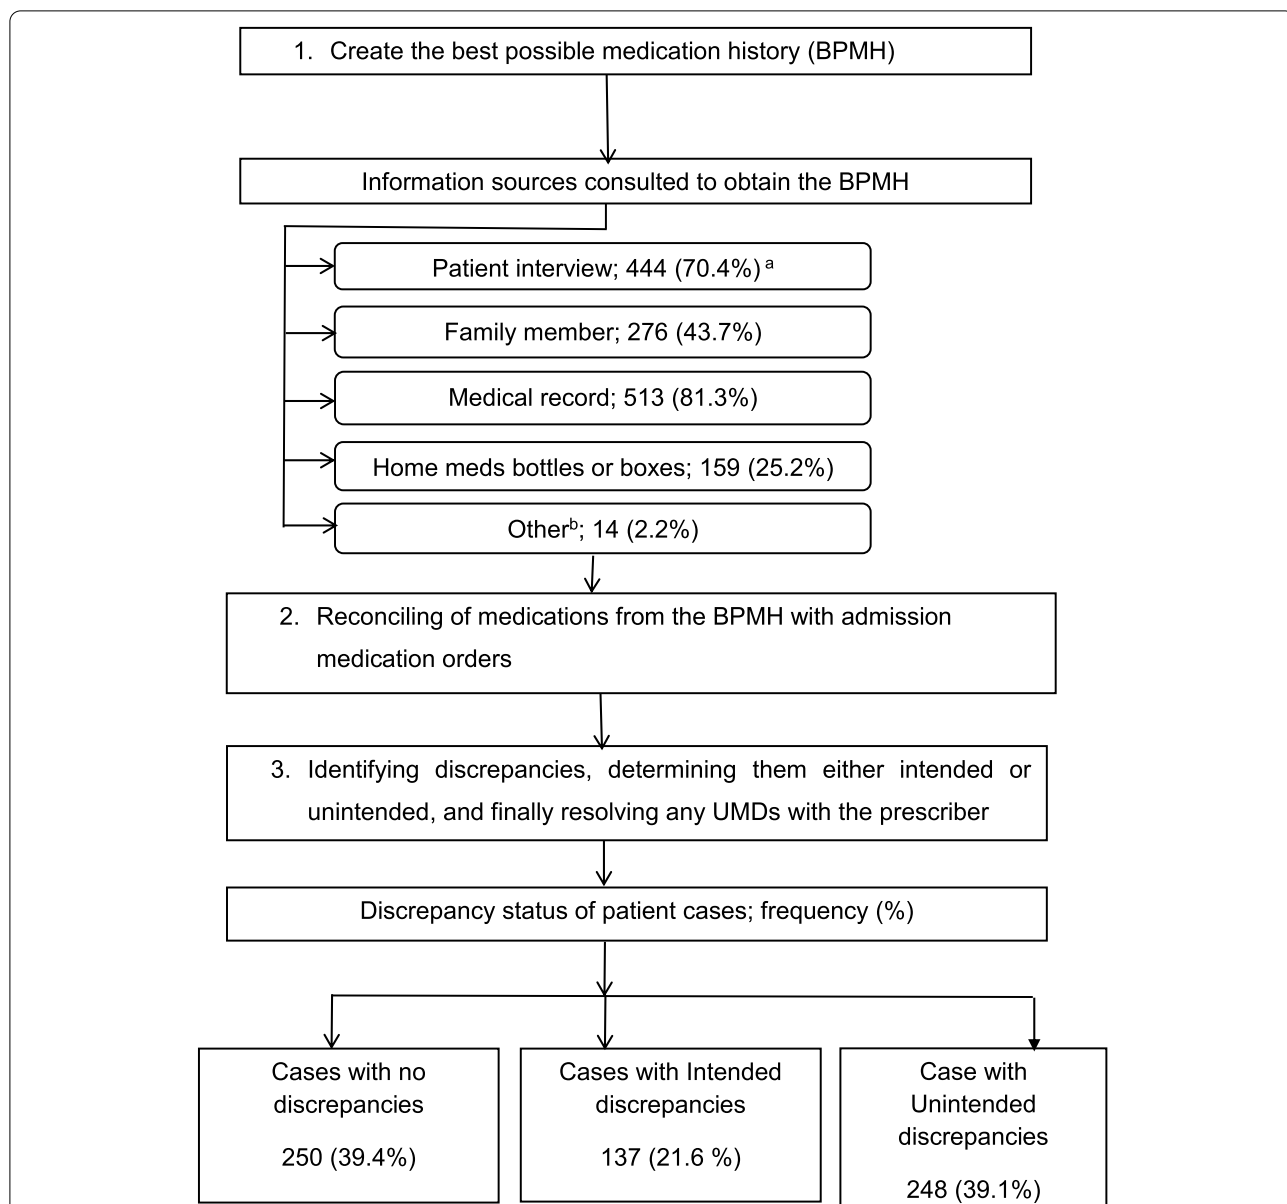 1. Create the best possible medication history (BPMH)
Information sources consulted to obtain the BPMH
Patient interview; 444 (70.4%) a
Family member; 276 (43.7%)
Medical record; 513 (81.3%)
Home meds bottles or boxes; 159 (25.2%)
Otherb; 14 (2.2%)
2. Reconciling of medications from the BPMH with admission
medication orders
3. Identifying discrepancies, determining them either intended or
unintended, and finally resolving any UMDs with the prescriber
Discrepancy status of patient cases; frequency (%)
Cases with no
discrepancies
250 (39.4%)
Cases with Intended
discrepancies
137 (21.6 %)
Case with
Unintended
discrepancies
248 (39.1%)